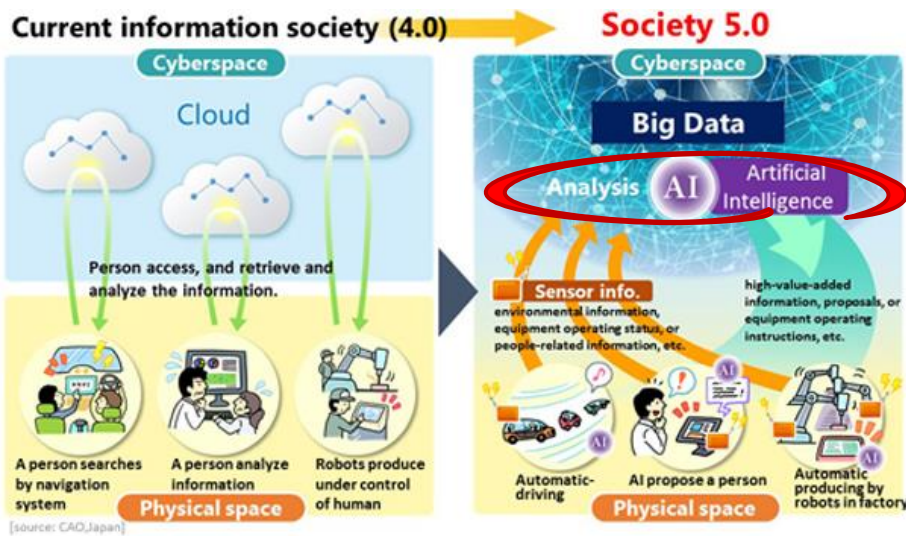 Current information society (4.0)
Society 5.0
Cyberspace
Cloud
Person access, and retrieve and
analyze the information.
A person searches
by navigation
system
A person analyze
information
Robots produce
under control
of human
Physical space
Cyberspace
Big Data
Analysis
AI
Artificial
Intelligence
Sensor info.
environmental information,
equipment operating status, or
people-related information, etc.
high-value-added
information, proposals, or
equipment operating
instructions, etc.
AI
AI
AI
Automatic-
driving
AI propose a person
Automatic
producing by
robots in factory
Physical space
[source: CAO,Japan]